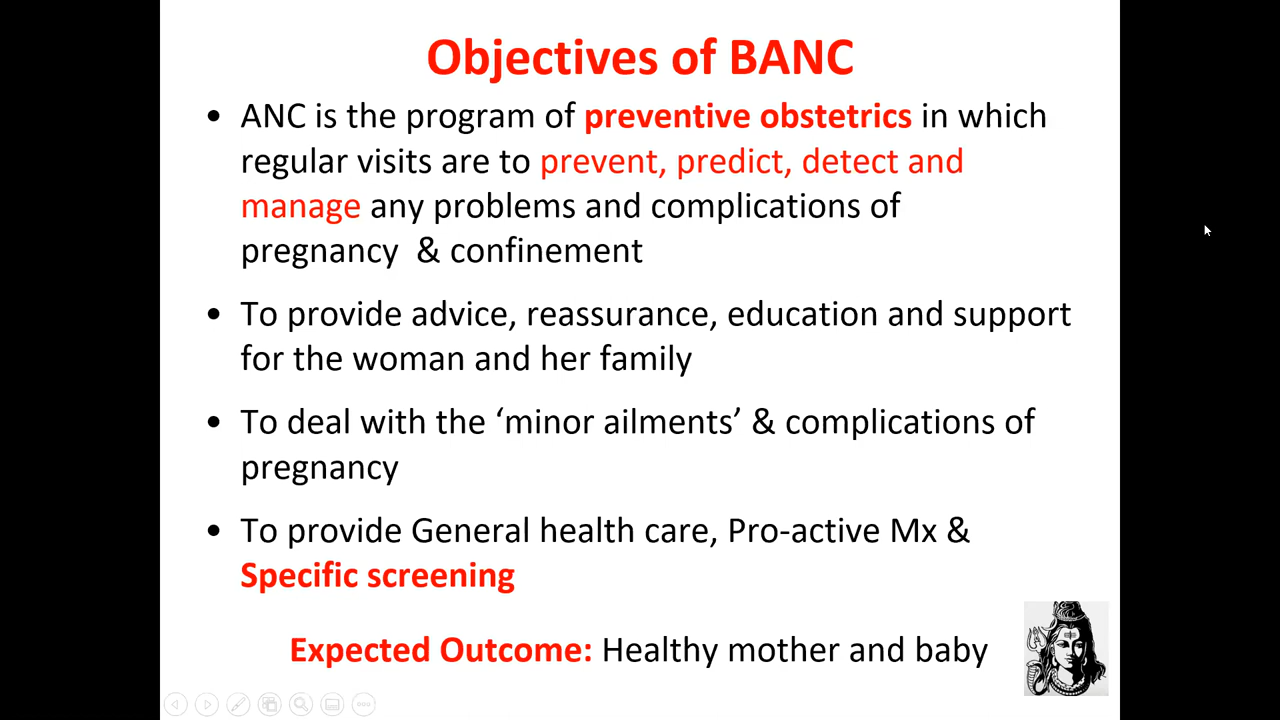 Objectives of BANC
• ANC is the program of preventive obstetrics in which
regular visits are to prevent, predict, detect and
manage any problems and complications of
pregnancy  & confinement
• To provide advice, reassurance, education and support
for the woman and her family
• To deal with the ‘minor ailments’ & complications of
pregnancy
• To provide General health care, Pro-active Mx &
Specific screening
Expected Outcome: Healthy mother and baby